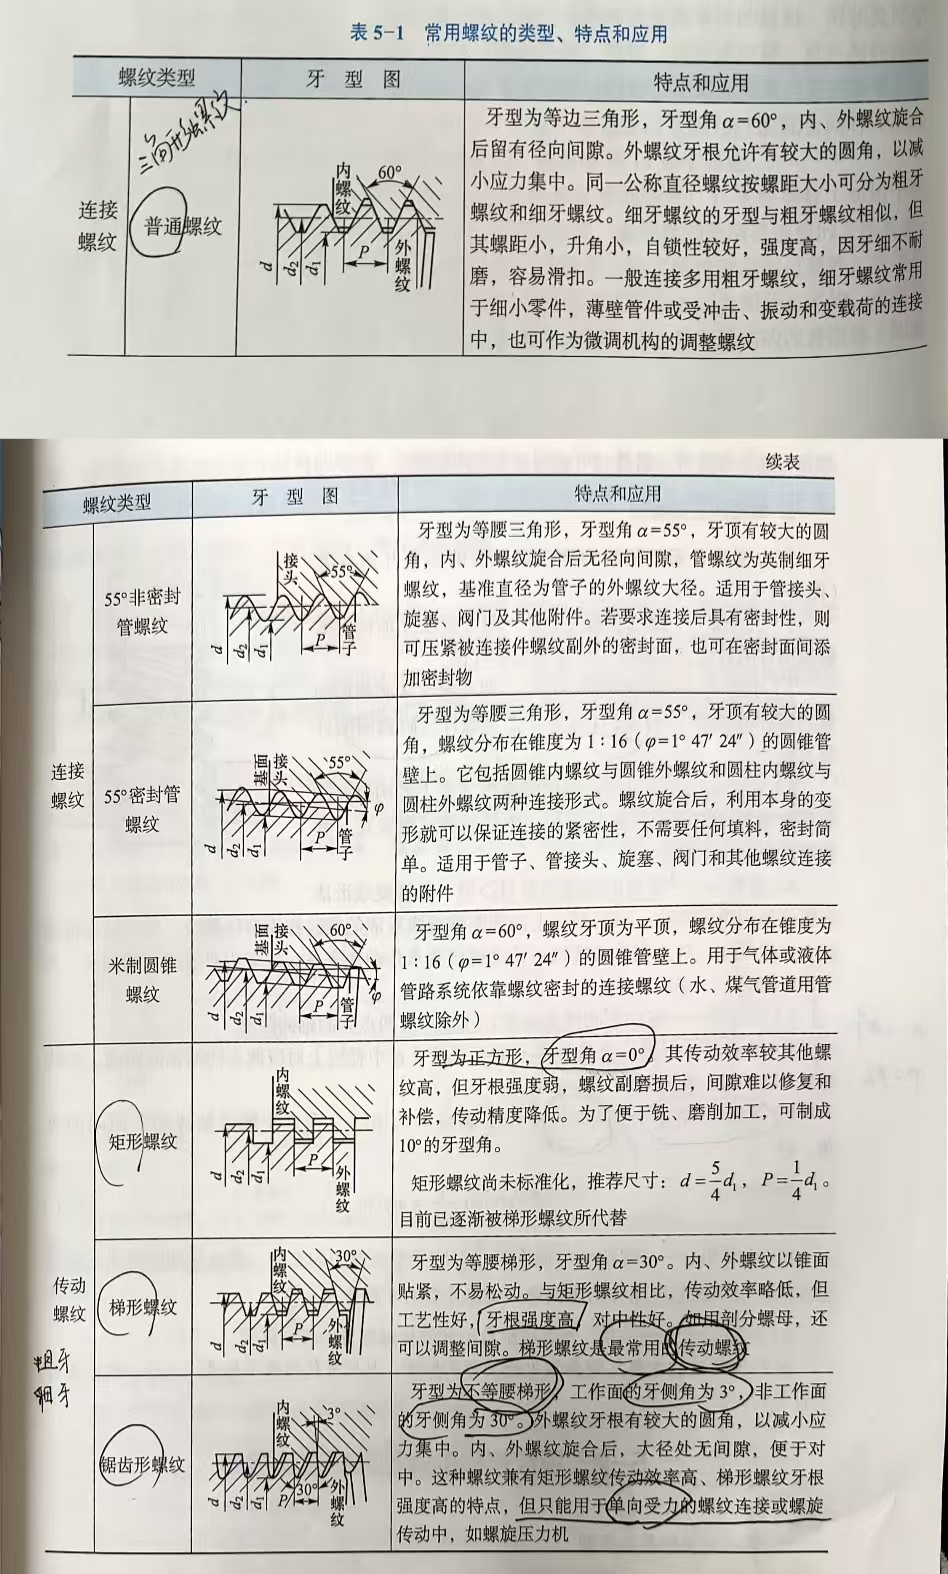 表 5-1 常用螺纹的类型、特点和应用
螺纹类型
牙 型 图
特点和应用
连接
螺纹
三角形螺纹
普通螺纹
内螺纹
60°
外螺纹
P
d
d₂
d₁
牙型为等边三角形，牙型角 α=60°，内、外螺纹旋合
后留有径向间隙。外螺纹牙根允许有较大的圆角，以减
小应力集中。同一公称直径螺纹按螺距大小可分为粗牙
螺纹和细牙螺纹。细牙螺纹的牙型与粗牙螺纹相似，但
其螺距小，升角小，自锁性较好，强度高，因牙细不耐
磨，容易滑扣。一般连接多用粗牙螺纹，细牙螺纹常用
于细小零件，薄壁管件或受冲击、振动和变载荷的连接
中，也可作为微调机构的调整螺纹
续表
螺纹类型
牙 型 图
特点和应用
连接
螺纹
55°非密封
管螺纹
接头
55°
管子
P
d
d₂
d₁
牙型为等腰三角形，牙型角 α=55°，牙顶有较大的圆
角，内、外螺纹旋合后无径向间隙，管螺纹为英制细牙
螺纹，基准直径为管子的外螺纹大径。适用于管接头、
旋塞、阀门及其他附件。若要求连接后具有密封性，则
可压紧被连接件螺纹副外的密封面，也可在密封面间添
加密封物
55°密封管
螺纹
基面
接头
55°
φ
管子
P
d
d₂
d₁
牙型为等腰三角形，牙型角 α=55°，牙顶有较大的圆
角，螺纹分布在锥度为 1∶16（φ=1° 47′ 24″）的圆锥管
壁上。它包括圆锥内螺纹与圆锥外螺纹和圆柱内螺纹与
圆柱外螺纹两种连接形式。螺纹旋合后，利用本身的变
形就可以保证连接的紧密性，不需要任何填料，密封简
单。适用于管子、管接头、旋塞、阀门和其他螺纹连接
的附件
米制圆锥
螺纹
基面
接头
60°
φ
管子
P
d
d₂
d₁
牙型角 α=60°，螺纹牙顶为平顶，螺纹分布在锥度为
1∶16（φ=1° 47′ 24″）的圆锥管壁上。用于气体或液体
管路系统依靠螺纹密封的连接螺纹（水、煤气管道用管
螺纹除外）
传动
螺纹
粗牙
细牙
矩形螺纹
内螺纹
外螺纹
P
d
d₂
d₁
牙型为正方形，牙型角 α=0°。其传动效率较其他螺
纹高，但牙根强度弱，螺纹副磨损后，间隙难以修复和
补偿，传动精度降低。为了便于铣、磨削加工，可制成
10°的牙型角。
矩形螺纹尚未标准化，推荐尺寸：d=5/4d₁，P=1/4d₁。
目前已逐渐被梯形螺纹所代替
梯形螺纹
内螺纹
30°
外螺纹
P
d
d₂
d₁
牙型为等腰梯形，牙型角 α=30°。内、外螺纹以锥面
贴紧，不易松动。与矩形螺纹相比，传动效率略低，但
工艺性好，牙根强度高，对中性好。如用剖分螺母，还
可以调整间隙。梯形螺纹是最常用的传动螺纹
锯齿形螺纹
内螺纹
3°
30°
外螺纹
P
d
d₂
d₁
牙型为不等腰梯形，工作面的牙侧角为 3°，非工作面
的牙侧角为 30°。外螺纹牙根有较大的圆角，以减小应
力集中。内、外螺纹旋合后，大径处无间隙，便于对
中。这种螺纹兼有矩形螺纹传动效率高、梯形螺纹牙根
强度高的特点，但只能用于单向受力的螺纹连接或螺旋
传动中，如螺旋压力机